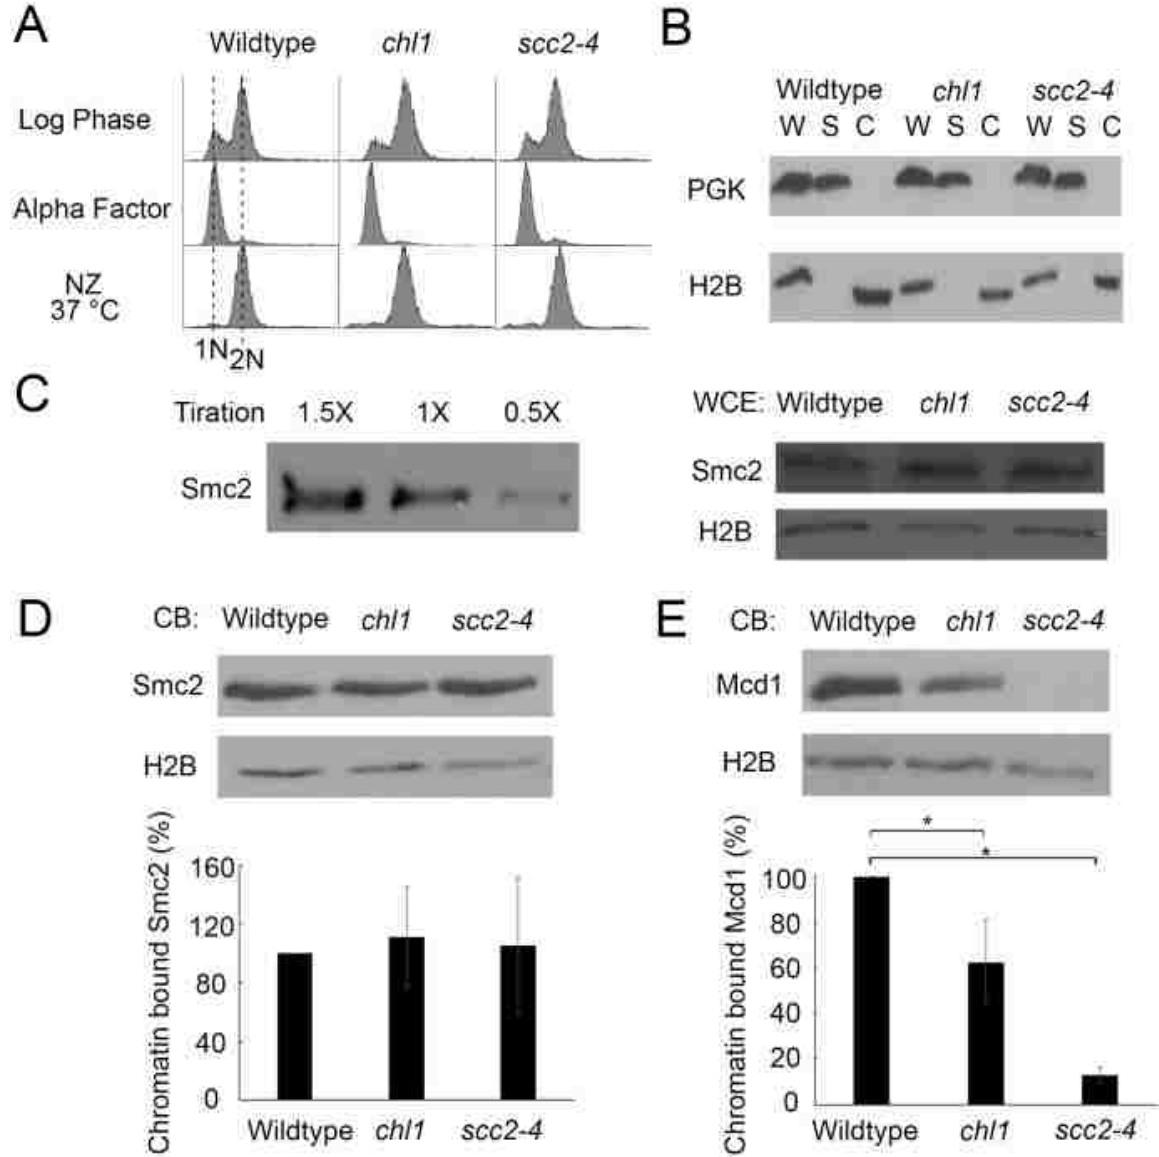 A
Wildtype chl1 scc2-4
Log Phase
Alpha Factor
NZ
37 °C
1N 2N
B
Wildtype chl1 scc2-4
W S C W S C W S C
PGK
H2B
C
Tiration 1.5X 1X 0.5X
Smc2
WCE: Wildtype chl1 scc2-4
Smc2
H2B
D
CB: Wildtype chl1 scc2-4
Smc2
H2B
Chromatin bound Smc2 (%)
160
120
80
40
0
Wildtype chl1 scc2-4
E
CB: Wildtype chl1 scc2-4
Mcd1
H2B
Chromatin bound Mcd1 (%)
*
*
100
80
60
40
20
0
Wildtype chl1 scc2-4